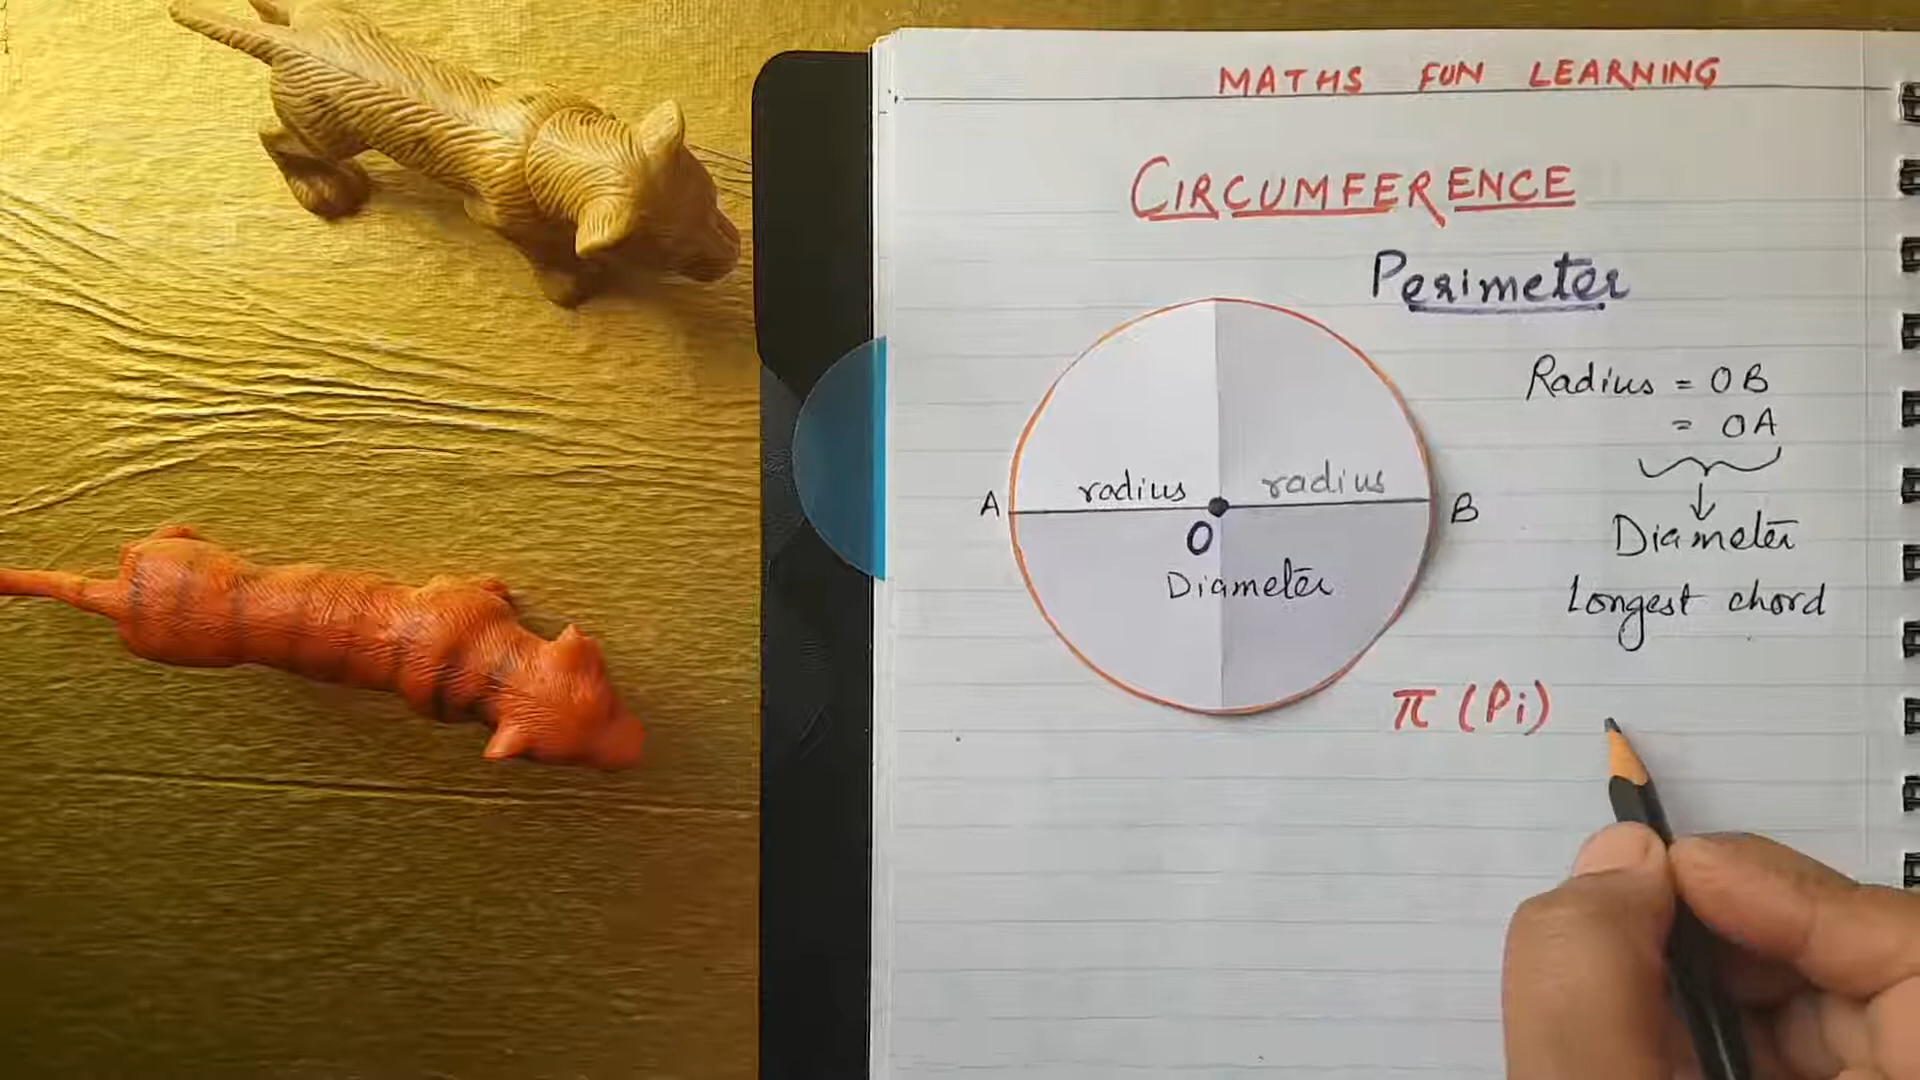 MATHS FUN LEARNING
CIRCUMFERENCE
Perimeter
Radius = OB
= OA
A radius radius B
O
Diameter
Diameter
Longest chord
π (Pi)